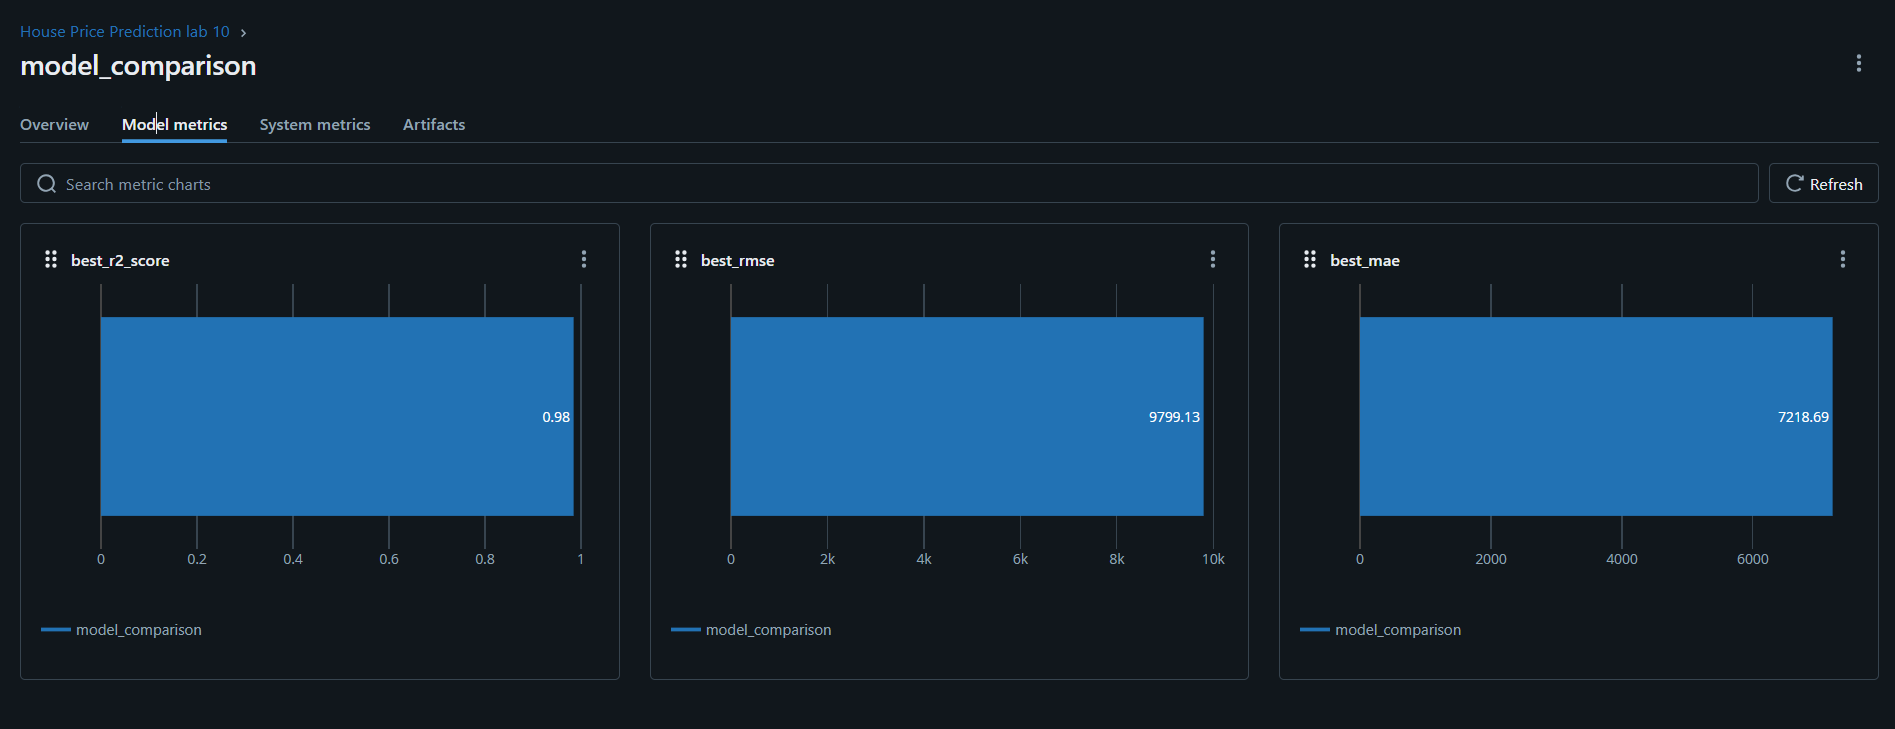 House Price Prediction lab 10 ›
model_comparison
Overview Model metrics System metrics Artifacts
Search metric charts Refresh
best_r2_score
0.98
0 0.2 0.4 0.6 0.8 1
model_comparison
best_rmse
9799.13
0 2k 4k 6k 8k 10k
model_comparison
best_mae
7218.69
0 2000 4000 6000
model_comparison